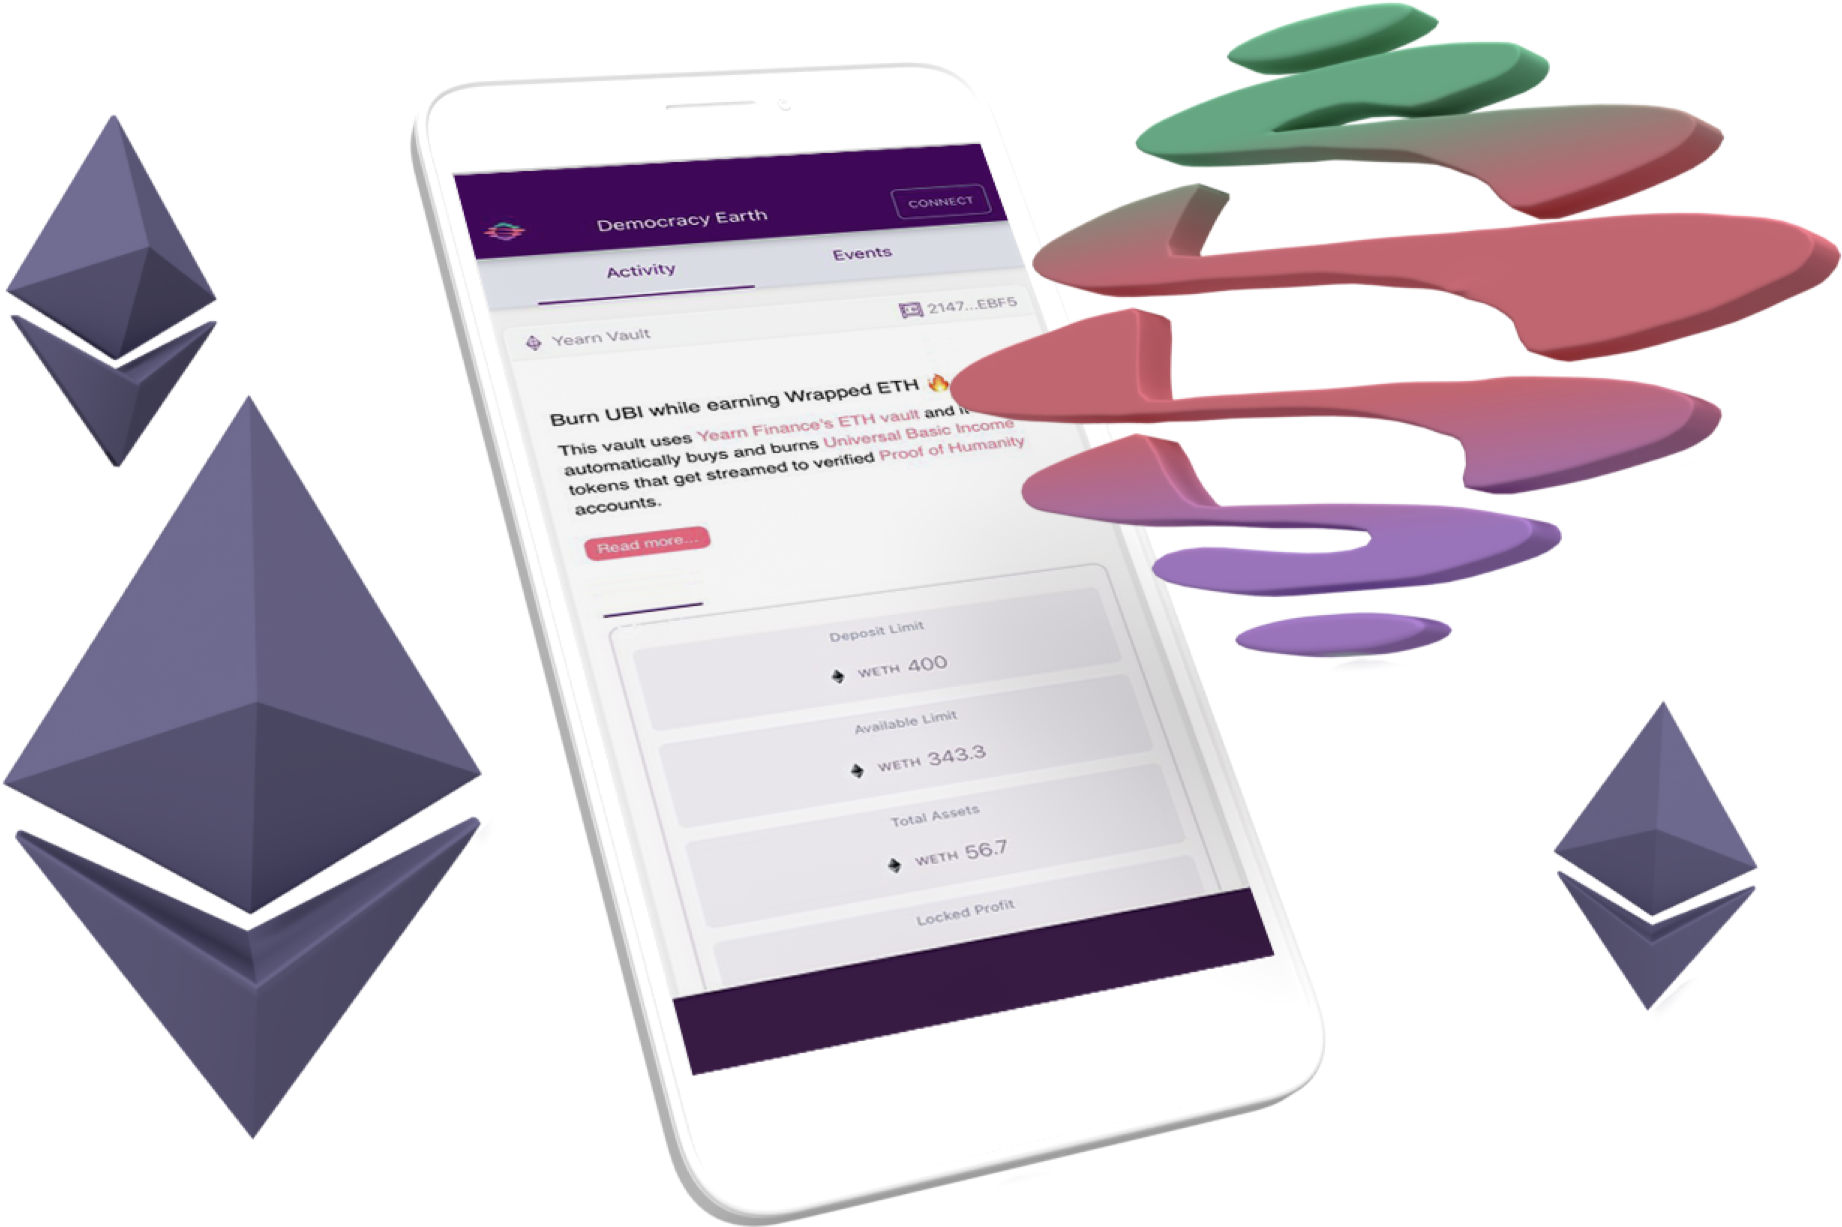 Democracy Earth
CONNECT
Activity
Events
Yearn Vault
2147...EBF5
Burn UBI while earning Wrapped ETH 🔥
This vault uses Yearn Finance's ETH vault and
automatically buys and burns Universal Basic Income
tokens that get streamed to verified Proof of Humanity
accounts.
Read more...
Deposit Limit
WETH 400
Available Limit
WETH 343.3
Total Assets
WETH 56.7
Locked Profit